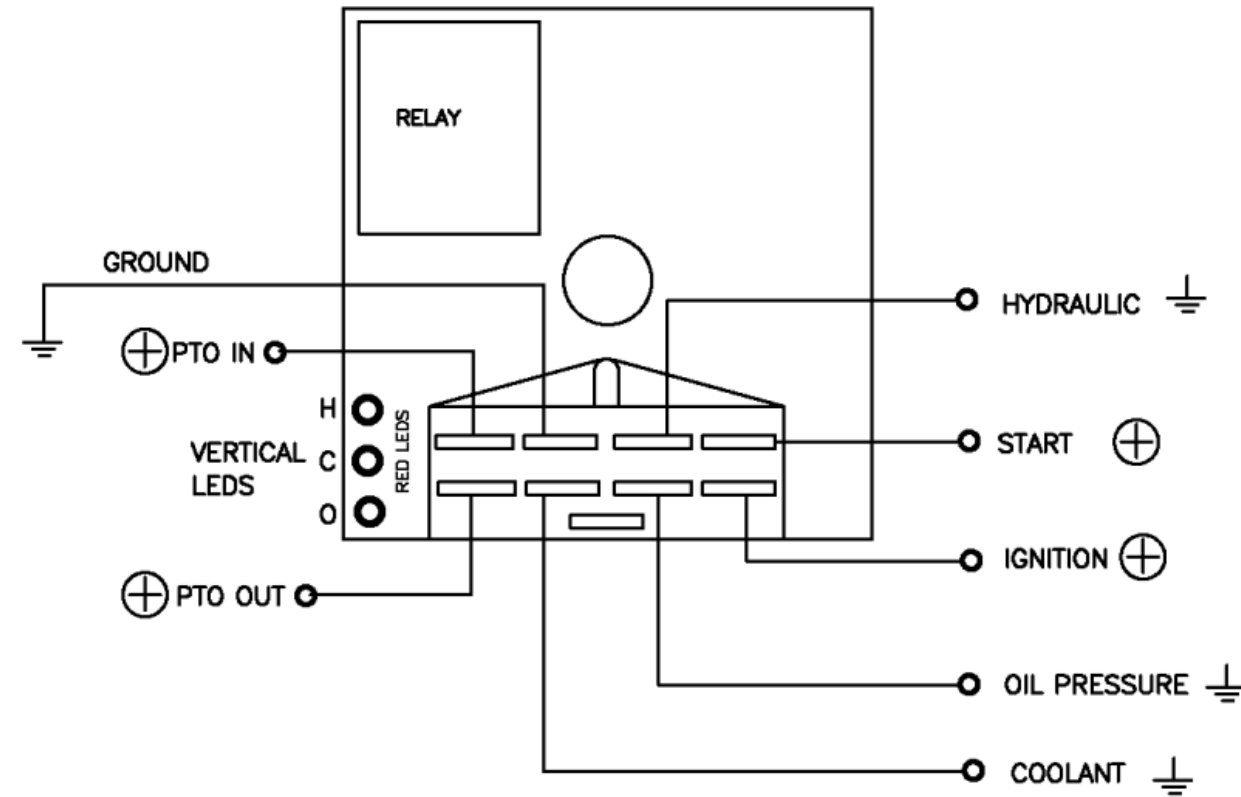 RELAY
GROUND
HYDRAULIC
PTO IN
H
RED LEDS
VERTICAL
LEDS
C
START
O
IGNITION
PTO OUT
OIL PRESSURE
COOLANT